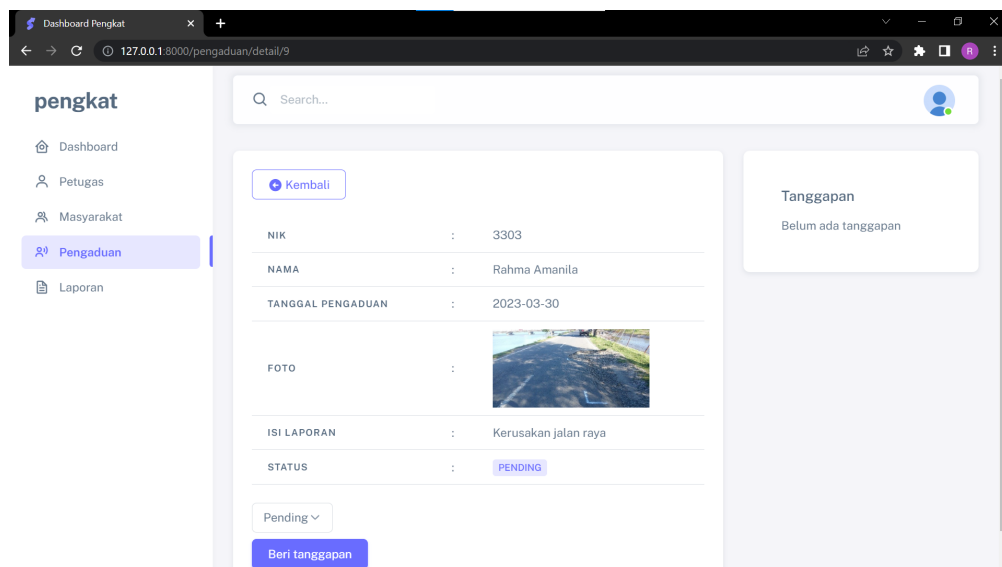 Dashboard Pengkat
127.0.0.1:8000/pengaduan/detail/9
R
pengkat
Search...
Dashboard
Petugas
Masyarakat
Pengaduan
Laporan
Kembali
NIK : 3303
NAMA : Rahma Amanila
TANGGAL PENGADUAN : 2023-03-30
FOTO :
ISI LAPORAN : Kerusakan jalan raya
STATUS : PENDING
Pending
Beri tanggapan
Tanggapan
Belum ada tanggapan